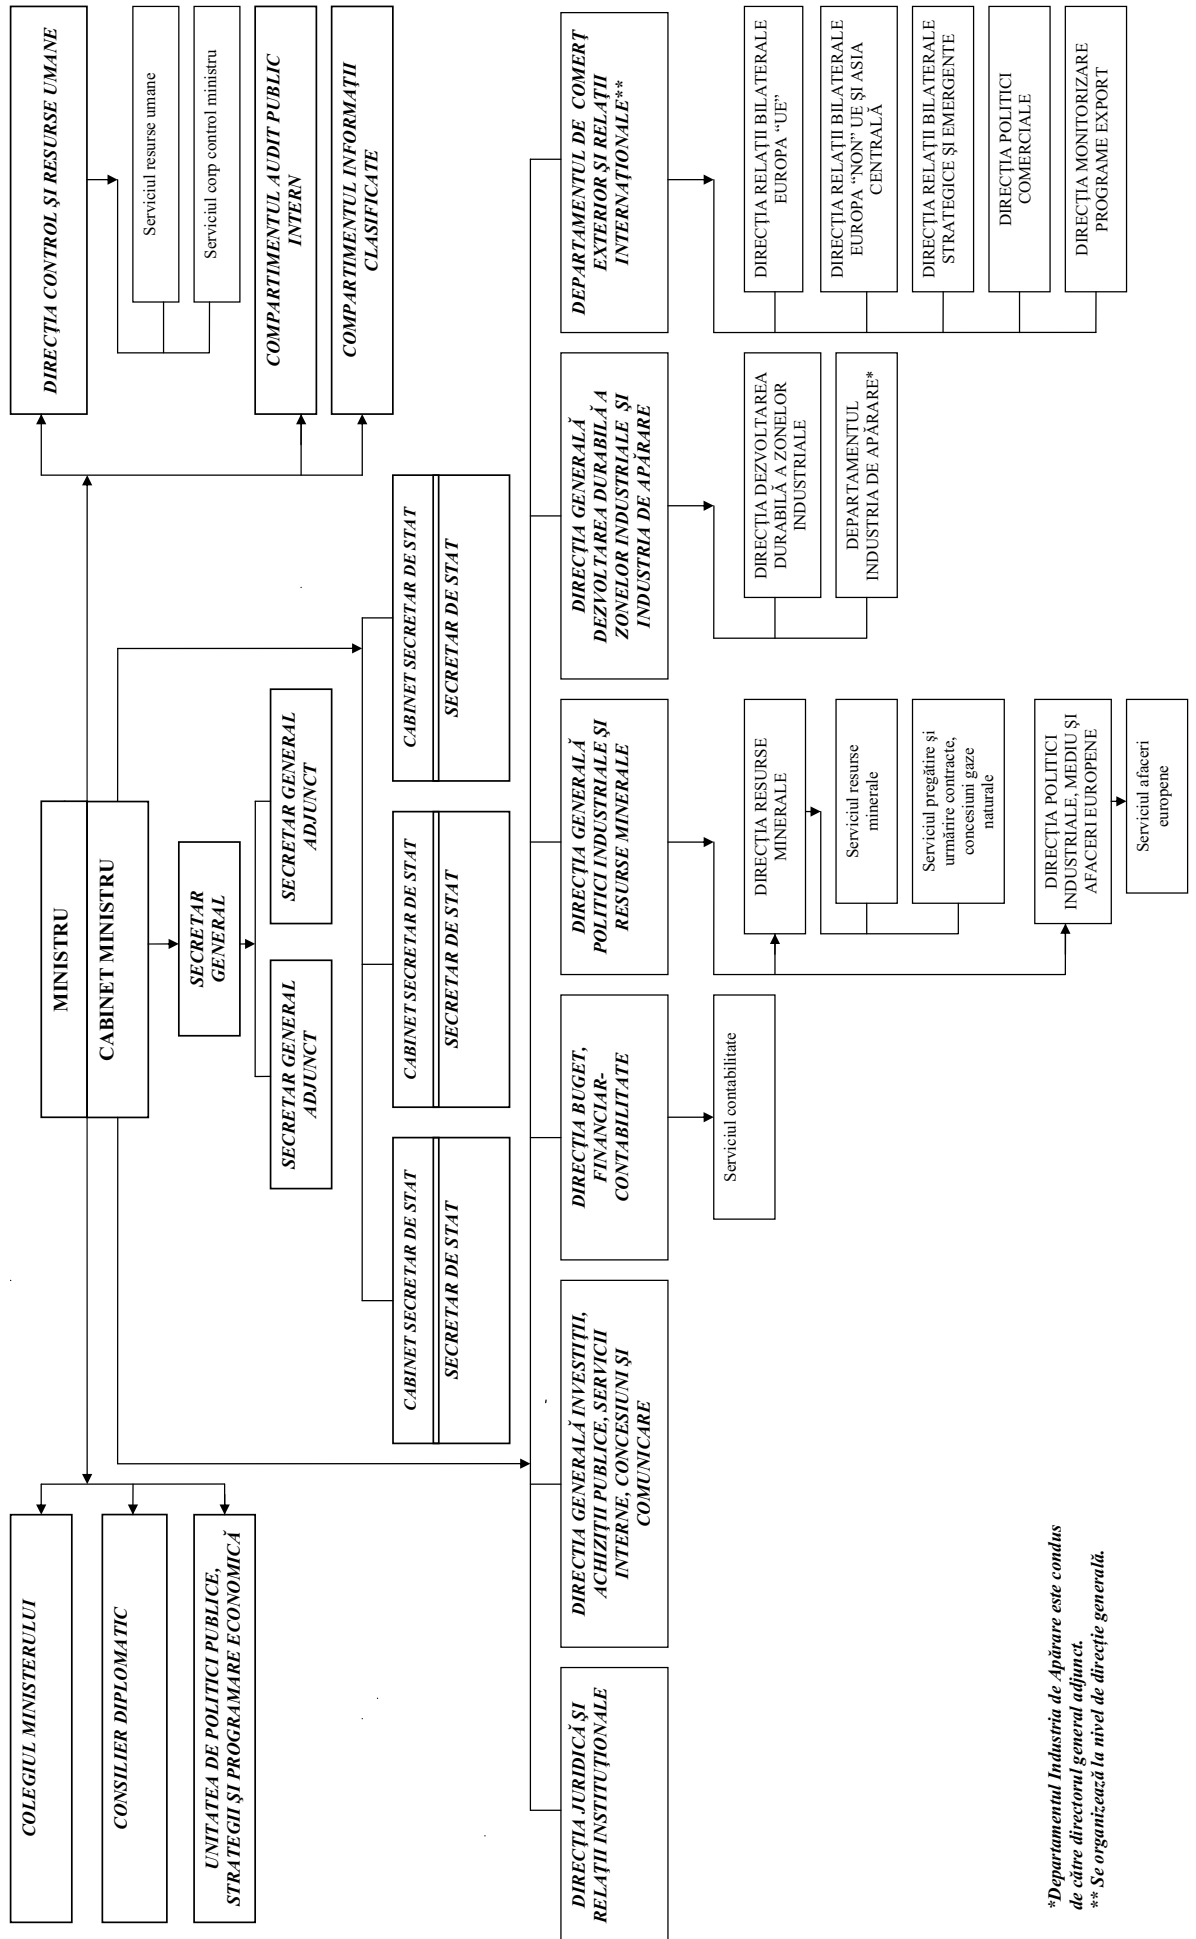 MINISTRU
CABINET MINISTRU
COLEGIUL MINISTERULUI
CONSILIER DIPLOMATIC
UNITATEA DE POLITICI PUBLICE,
STRATEGII ŞI PROGRAMARE ECONOMICĂ
DIRECŢIA CONTROL ŞI RESURSE UMANE
Serviciul resurse umane
Serviciul corp control ministru
COMPARTIMENTUL AUDIT PUBLIC
INTERN
COMPARTIMENTUL INFORMAŢII
CLASIFICATE
SECRETAR
GENERAL
SECRETAR GENERAL
ADJUNCT
SECRETAR GENERAL
ADJUNCT
CABINET SECRETAR DE STAT
SECRETAR DE STAT
CABINET SECRETAR DE STAT
SECRETAR DE STAT
CABINET SECRETAR DE STAT
SECRETAR DE STAT
DIRECŢIA JURIDICĂ ŞI
RELAŢII INSTITUŢIONALE
DIRECTIA GENERALĂ INVESTIŢII,
ACHIZIŢII PUBLICE, SERVICII
INTERNE, CONCESIUNI ŞI
COMUNICARE
DIRECŢIA BUGET,
FINANCIAR-
CONTABILITATE
Serviciul contabilitate
DIRECŢIA GENERALĂ
POLITICI INDUSTRIALE ŞI
RESURSE MINERALE
DIRECŢIA RESURSE
MINERALE
Serviciul resurse
minerale
Serviciul pregătire şi
urmărire contracte,
concesiuni gaze
naturale
DIRECŢIA POLITICI
INDUSTRIALE, MEDIU ŞI
AFACERI EUROPENE
Serviciul afaceri
europene
DIRECŢIA GENERALĂ
DEZVOLTAREA DURABILĂ A
ZONELOR INDUSTRIALE ŞI
INDUSTRIA DE APĂRARE
DIRECŢIA DEZVOLTAREA
DURABILĂ A ZONELOR
INDUSTRIALE
DEPARTAMENTUL
INDUSTRIA DE APĂRARE*
DEPARTAMENTUL DE COMERŢ
EXTERIOR ŞI RELAŢII
INTERNAŢIONALE**
DIRECŢIA RELAŢII BILATERALE
EUROPA “UE”
DIRECŢIA RELAŢII BILATERALE
EUROPA “NON” UE ŞI ASIA
CENTRALĂ
DIRECŢIA RELAŢII BILATERALE
STRATEGICE ŞI EMERGENTE
DIRECŢIA POLITICI
COMERCIALE
DIRECŢIA MONITORIZARE
PROGRAME EXPORT
*Departamentul Industria de Apărare este condus
de către directorul general adjunct.
** Se organizează la nivel de direcţie generală.